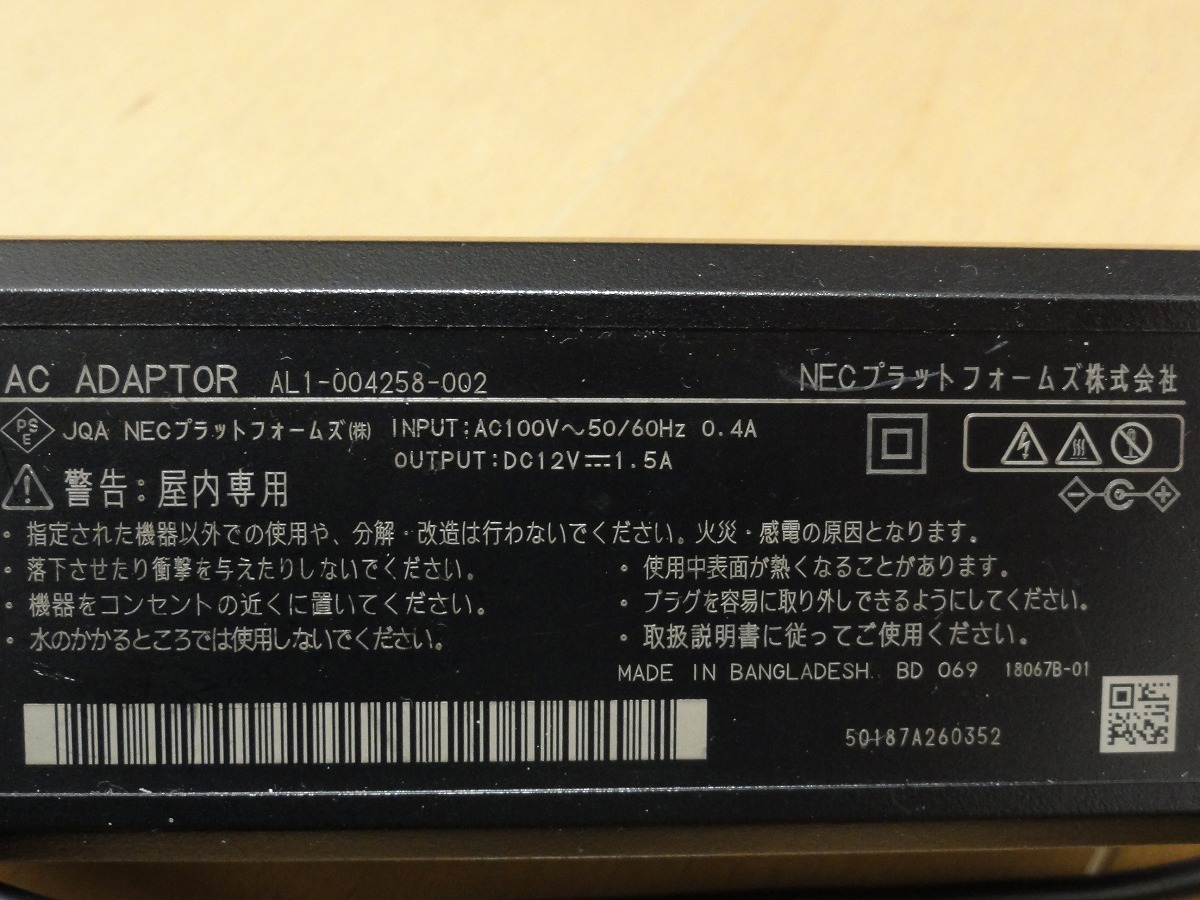 AC ADAPTOR AL1-004258-002 NECプラットフォームズ株式会社
PS E JQA NECプラットフォームズ(株) INPUT:AC100V～50/60Hz 0.4A
OUTPUT:DC12V⎓1.5A
警告：屋内専用
・指定された機器以外での使用や、分解・改造は行わないでください。火災・感電の原因となります。
・落下させたり衝撃を与えたりしないでください。
・機器をコンセントの近くに置いてください。
・水のかかるところでは使用しないでください。
・使用中表面が熱くなることがあります。
・プラグを容易に取り外しできるようにしてください。
・取扱説明書に従ってご使用ください。
MADE IN BANGLADESH BD 069 18067B-01
50187A260352